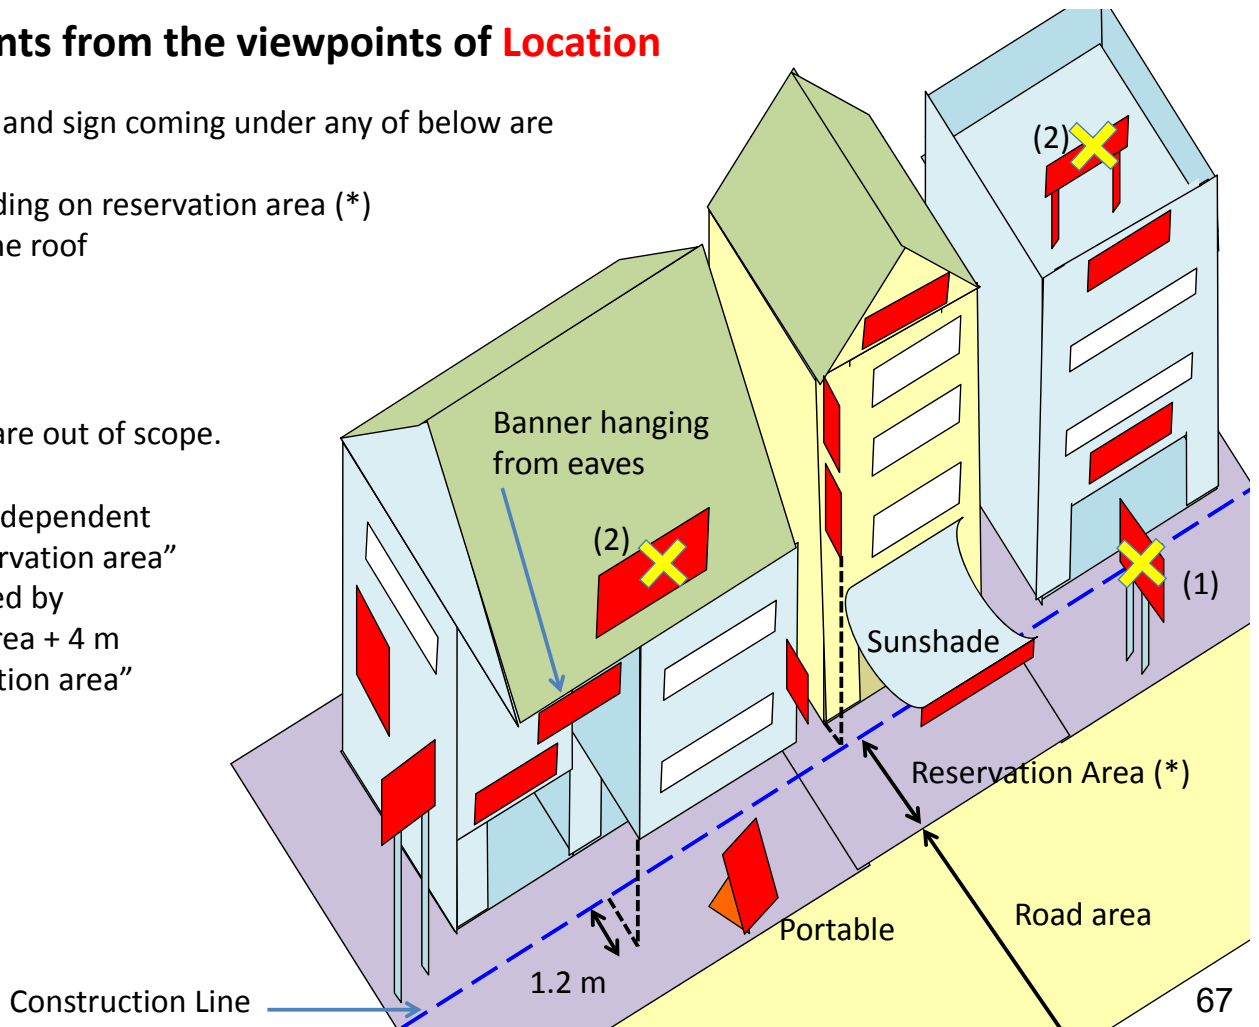 nts from the viewpoints of Location
and sign coming under any of below are
ding on reservation area (*)
ne roof
are out of scope.
dependent
rvation area”
ed by
rea + 4 m
tion area”
(2)
Banner hanging
from eaves
(2)
(1)
Sunshade
Reservation Area (*)
Road area
Portable
1.2 m
Construction Line
67